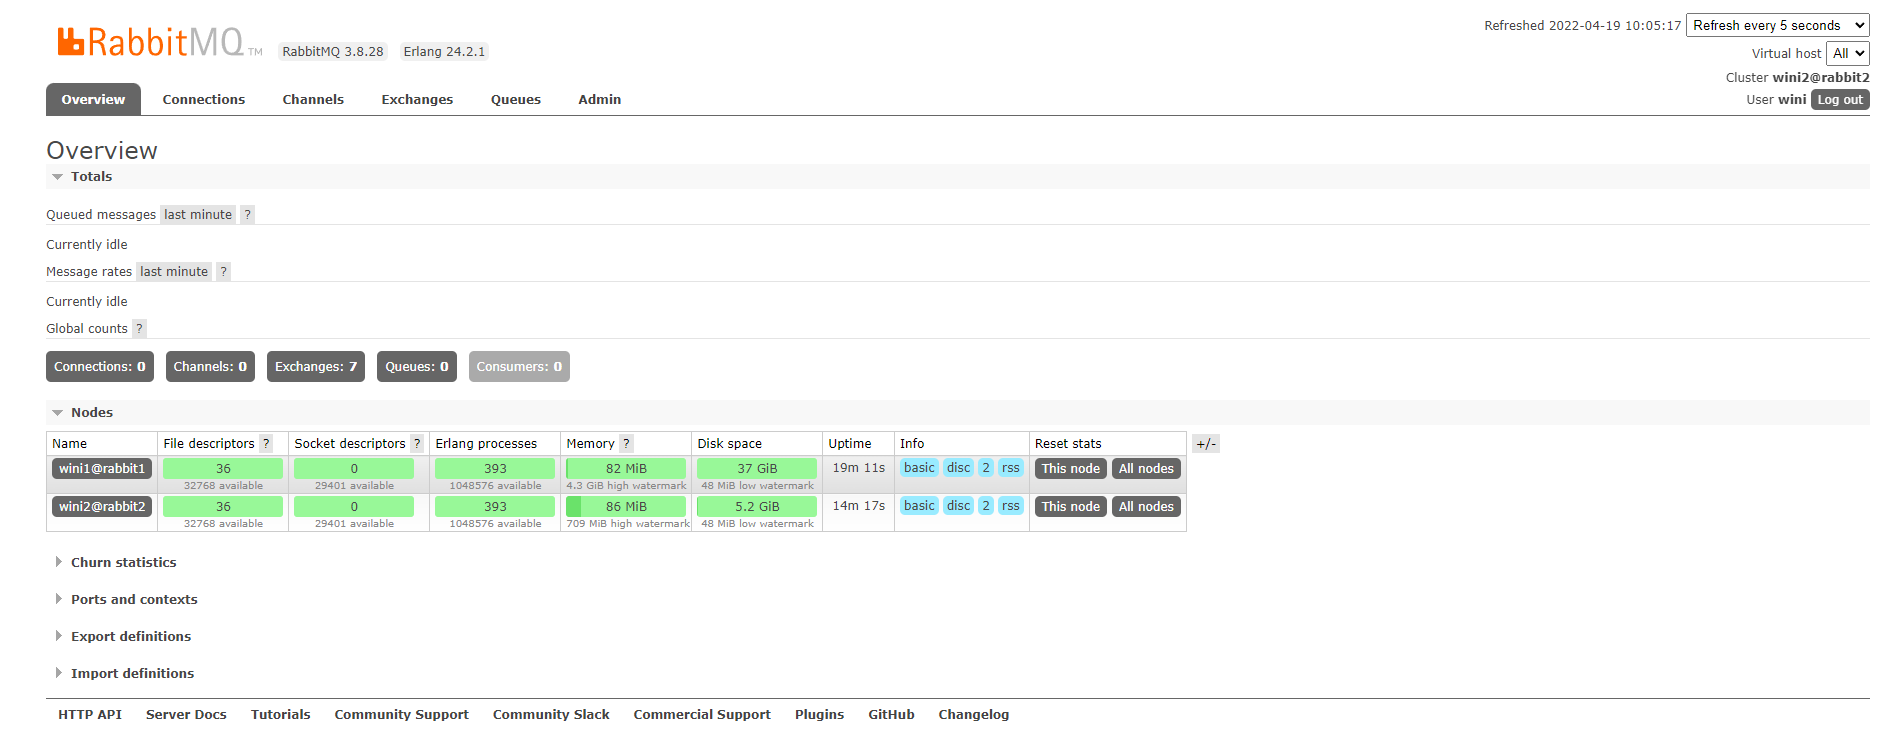 RabbitMQ TM RabbitMQ 3.8.28 Erlang 24.2.1
Refreshed 2022-04-19 10:05:17 Refresh every 5 seconds
Virtual host All
Cluster wini2@rabbit2
User wini Log out
Overview Connections Channels Exchanges Queues Admin
Overview
Totals
Queued messages last minute ?
Currently idle
Message rates last minute ?
Currently idle
Global counts ?
Connections: 0 Channels: 0 Exchanges: 7 Queues: 0 Consumers: 0
Nodes
Name File descriptors ? Socket descriptors ? Erlang processes Memory ? Disk space Uptime Info Reset stats +/-
wini1@rabbit1 36 0 393 82 MiB 37 GiB 19m 11s basic disc 2 rss This node All nodes
32768 available 29401 available 1048576 available 4.3 GiB high watermark 48 MiB low watermark
wini2@rabbit2 36 0 393 86 MiB 5.2 GiB 14m 17s basic disc 2 rss This node All nodes
32768 available 29401 available 1048576 available 709 MiB high watermark 48 MiB low watermark
Churn statistics
Ports and contexts
Export definitions
Import definitions
HTTP API Server Docs Tutorials Community Support Community Slack Commercial Support Plugins GitHub Changelog